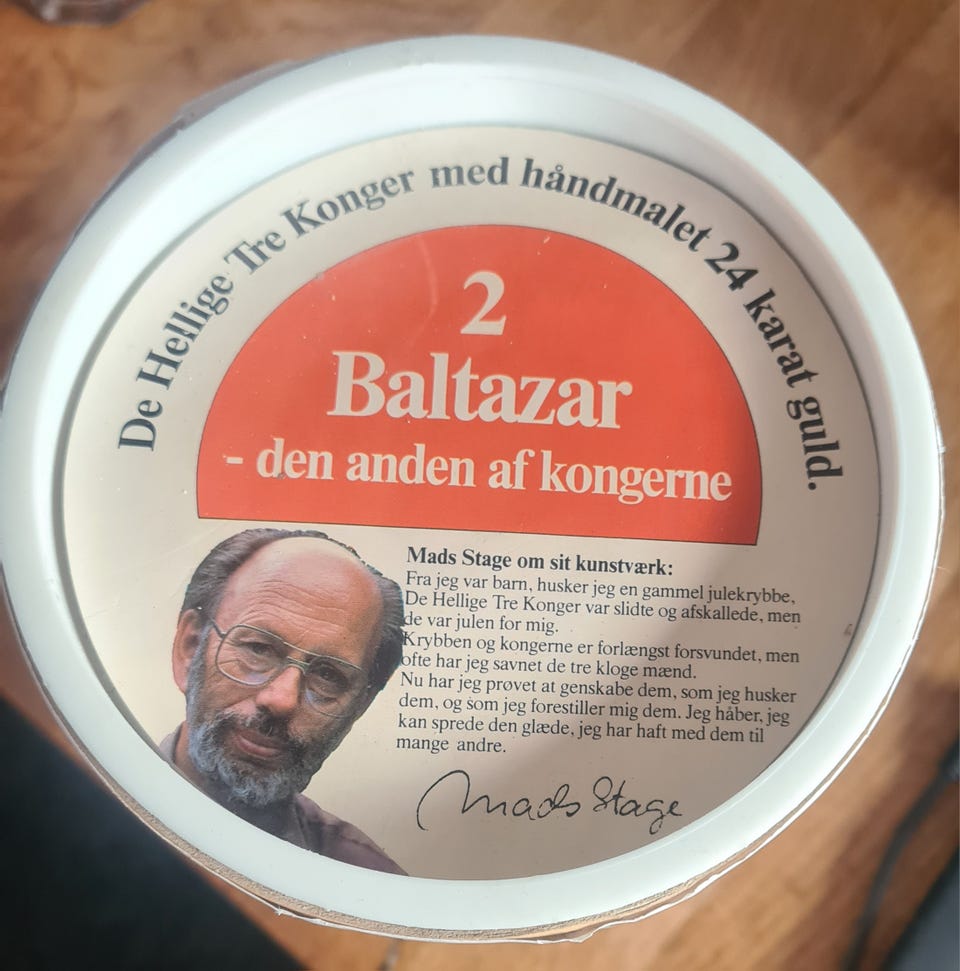 De Hellige Tre Konger med håndmalet 24 karat guld.
2
Baltazar
- den anden af kongerne
Mads Stage om sit kunstværk:
Fra jeg var barn, husker jeg en gammel julekrybbe,
De Hellige Tre Konger var slidte og afskallede, men
de var julen for mig.
Krybben og kongerne er forlængst forsvundet, men
ofte har jeg savnet de tre kloge mænd.
Nu har jeg prøvet at genskabe dem, som jeg husker
dem, og som jeg forestiller mig dem. Jeg håber, jeg
kan sprede den glæde, jeg har haft med dem til
mange andre.
Mads Stage